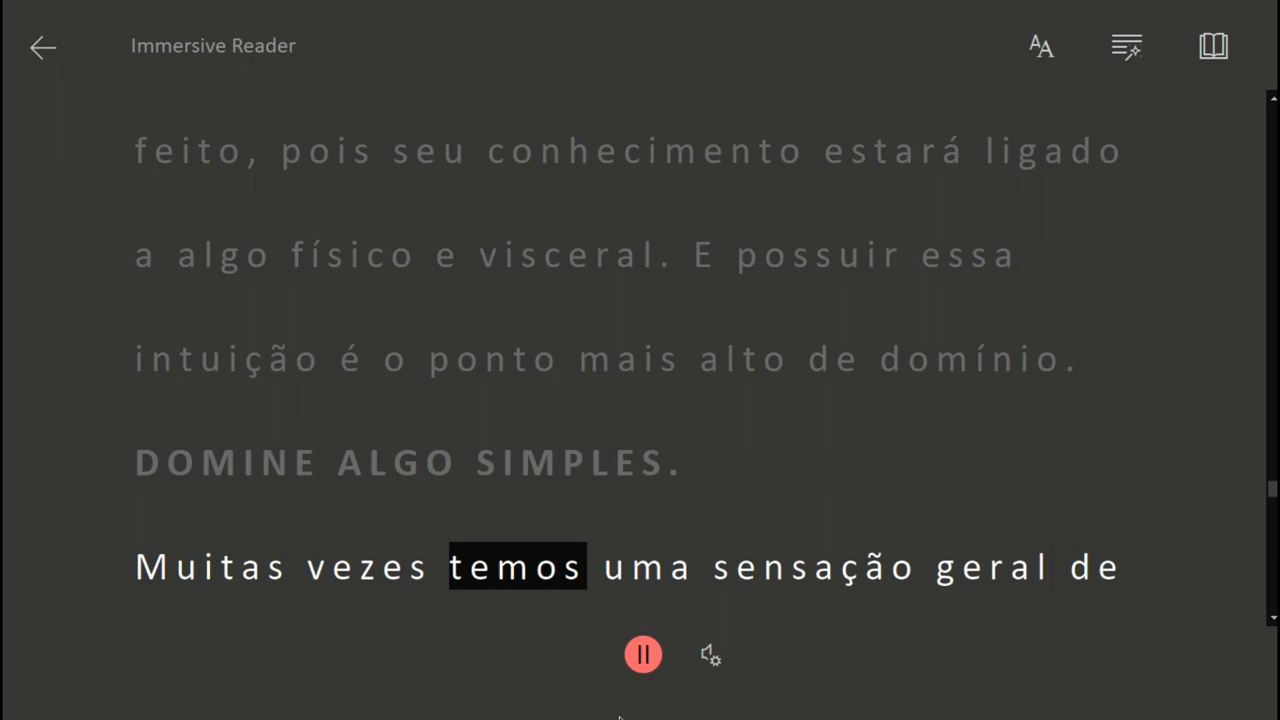 Immersive Reader
feito, pois seu conhecimento estará ligado
a algo físico e visceral. E possuir essa
intuição é o ponto mais alto de domínio.
DOMINE ALGO SIMPLES.
Muitas vezes temos uma sensação geral de